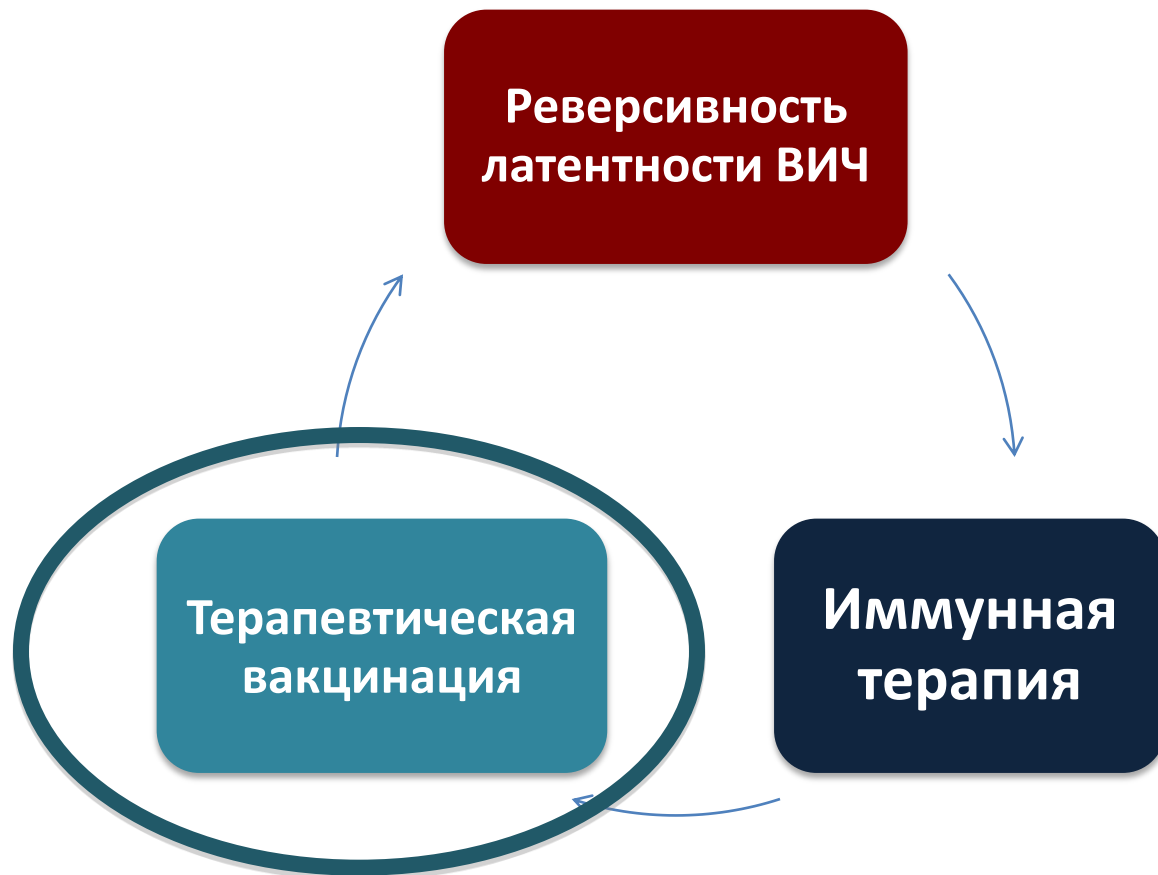 Реверсивность
латентности ВИЧ
Терапевтическая
вакцинация
Иммунная
терапия